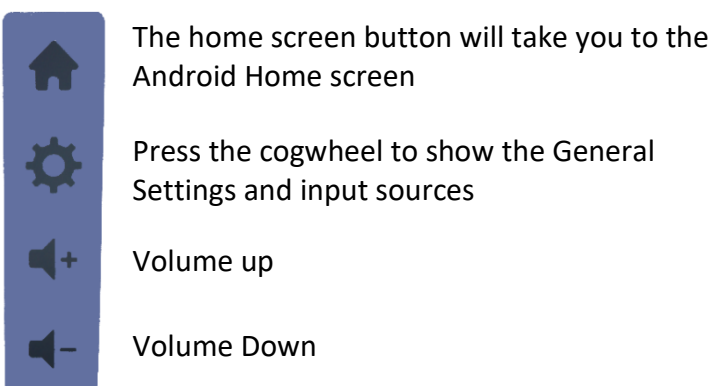 The home screen button will take you to the
Android Home screen
Press the cogwheel to show the General
Settings and input sources
Volume up
Volume Down